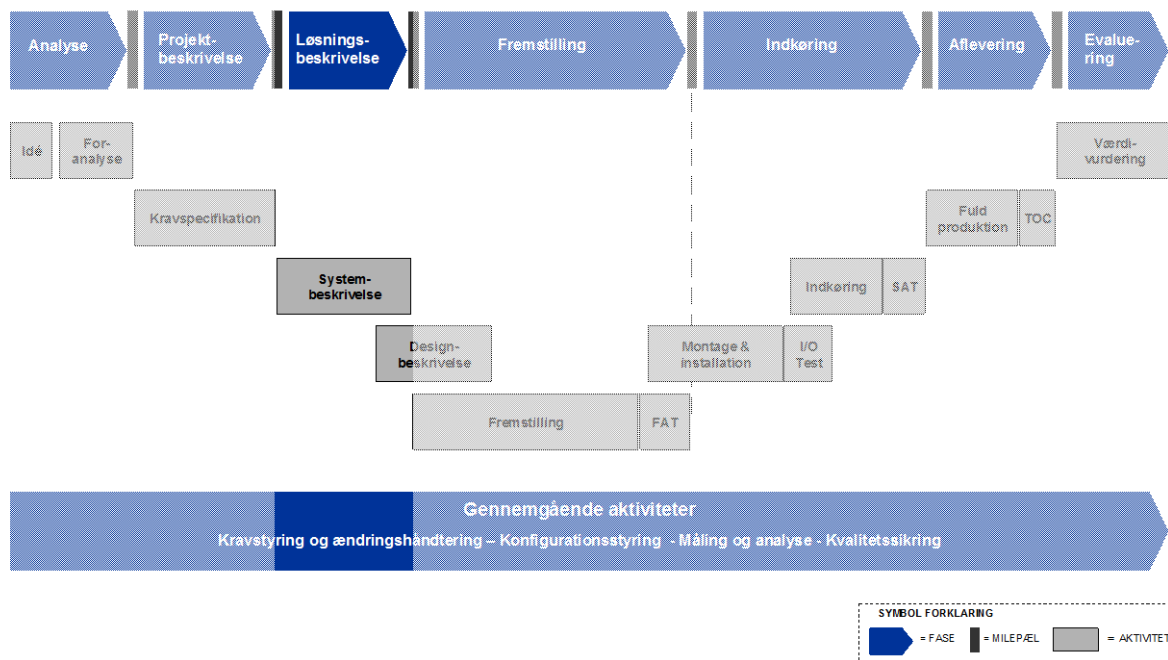 Analyse
Projekt-
beskrivelse
Løsnings-
beskrivelse
Fremstilling
Indkøring
Aflevering
Evalue-
ring
Idé
For-
analyse
Værdi-
vurdering
Kravspecifikation
Fuld
produktion
TOC
System-
beskrivelse
Indkøring
SAT
Design-
beskrivelse
Montage &
installation
I/O
Test
Fremstilling
FAT
Gennemgående aktiviteter
Kravstyring og ændringshåndtering – Konfigurationsstyring - Måling og analyse - Kvalitetssikring
SYMBOL FORKLARING
= FASE
= MILEPÆL
= AKTIVITET